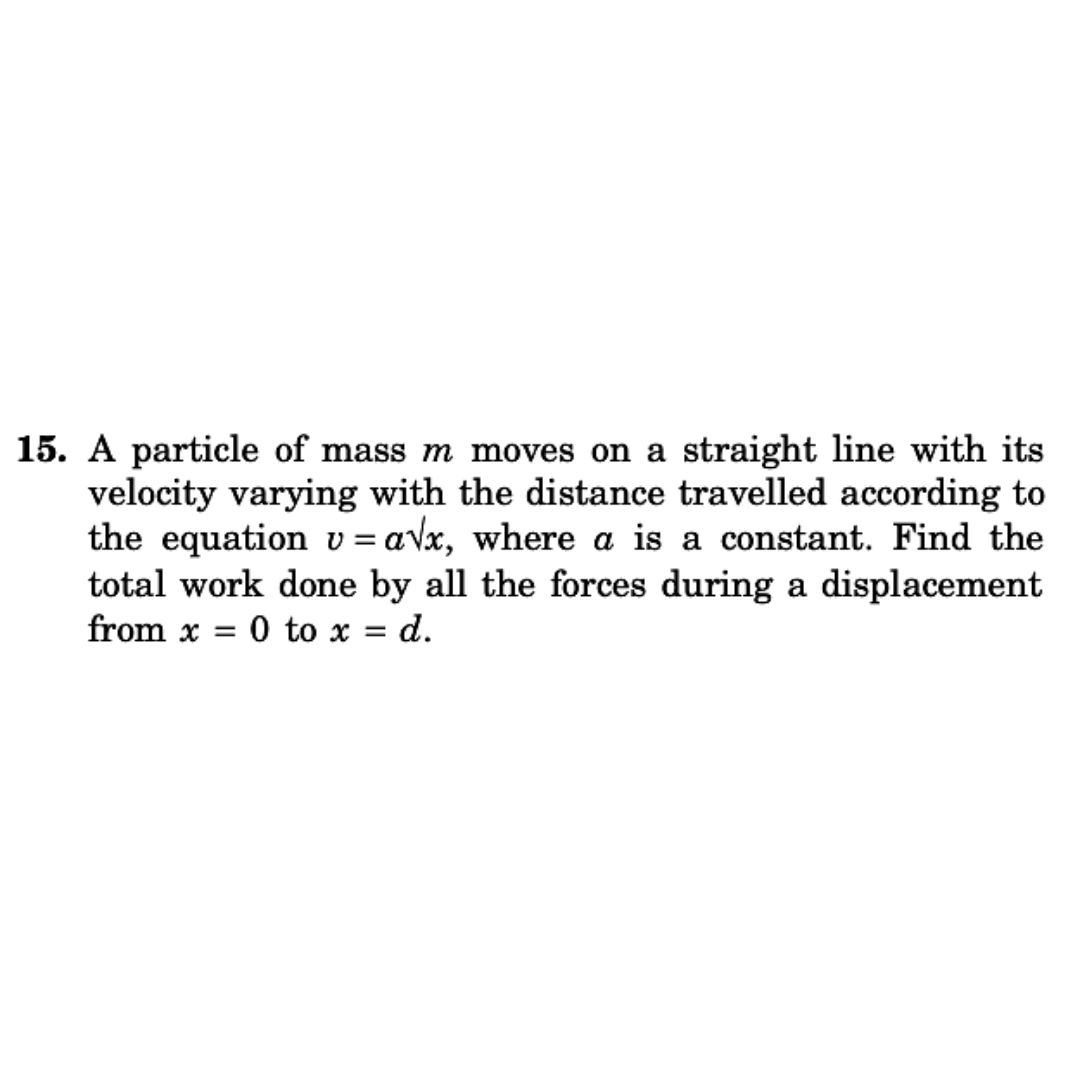 15. A particle of mass m moves on a straight line with its
velocity varying with the distance travelled according to
the equation v = a√x, where a is a constant. Find the
total work done by all the forces during a displacement
from x = 0 to x = d.